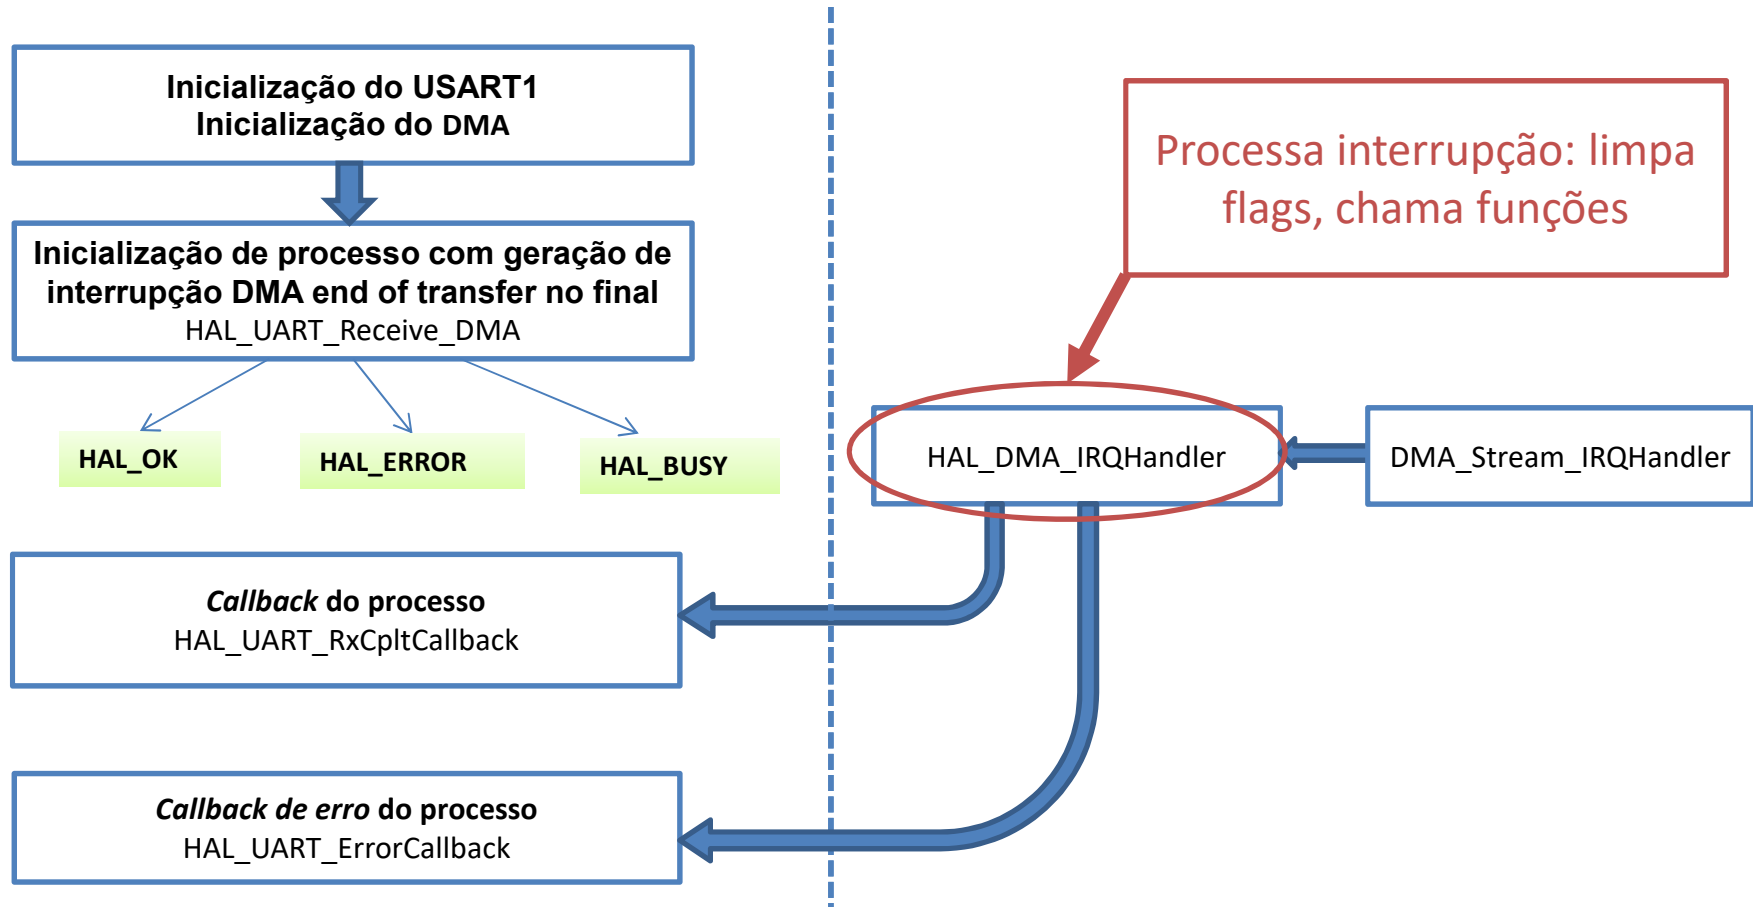 Inicialização do USART1
Inicialização do DMA
Inicialização de processo com geração de
interrupção DMA end of transfer no final
HAL_UART_Receive_DMA
HAL_OK
HAL_ERROR
HAL_BUSY
Callback do processo
HAL_UART_RxCpltCallback
Callback de erro do processo
HAL_UART_ErrorCallback
Processa interrupção: limpa
flags, chama funções
HAL_DMA_IRQHandler
DMA_Stream_IRQHandler